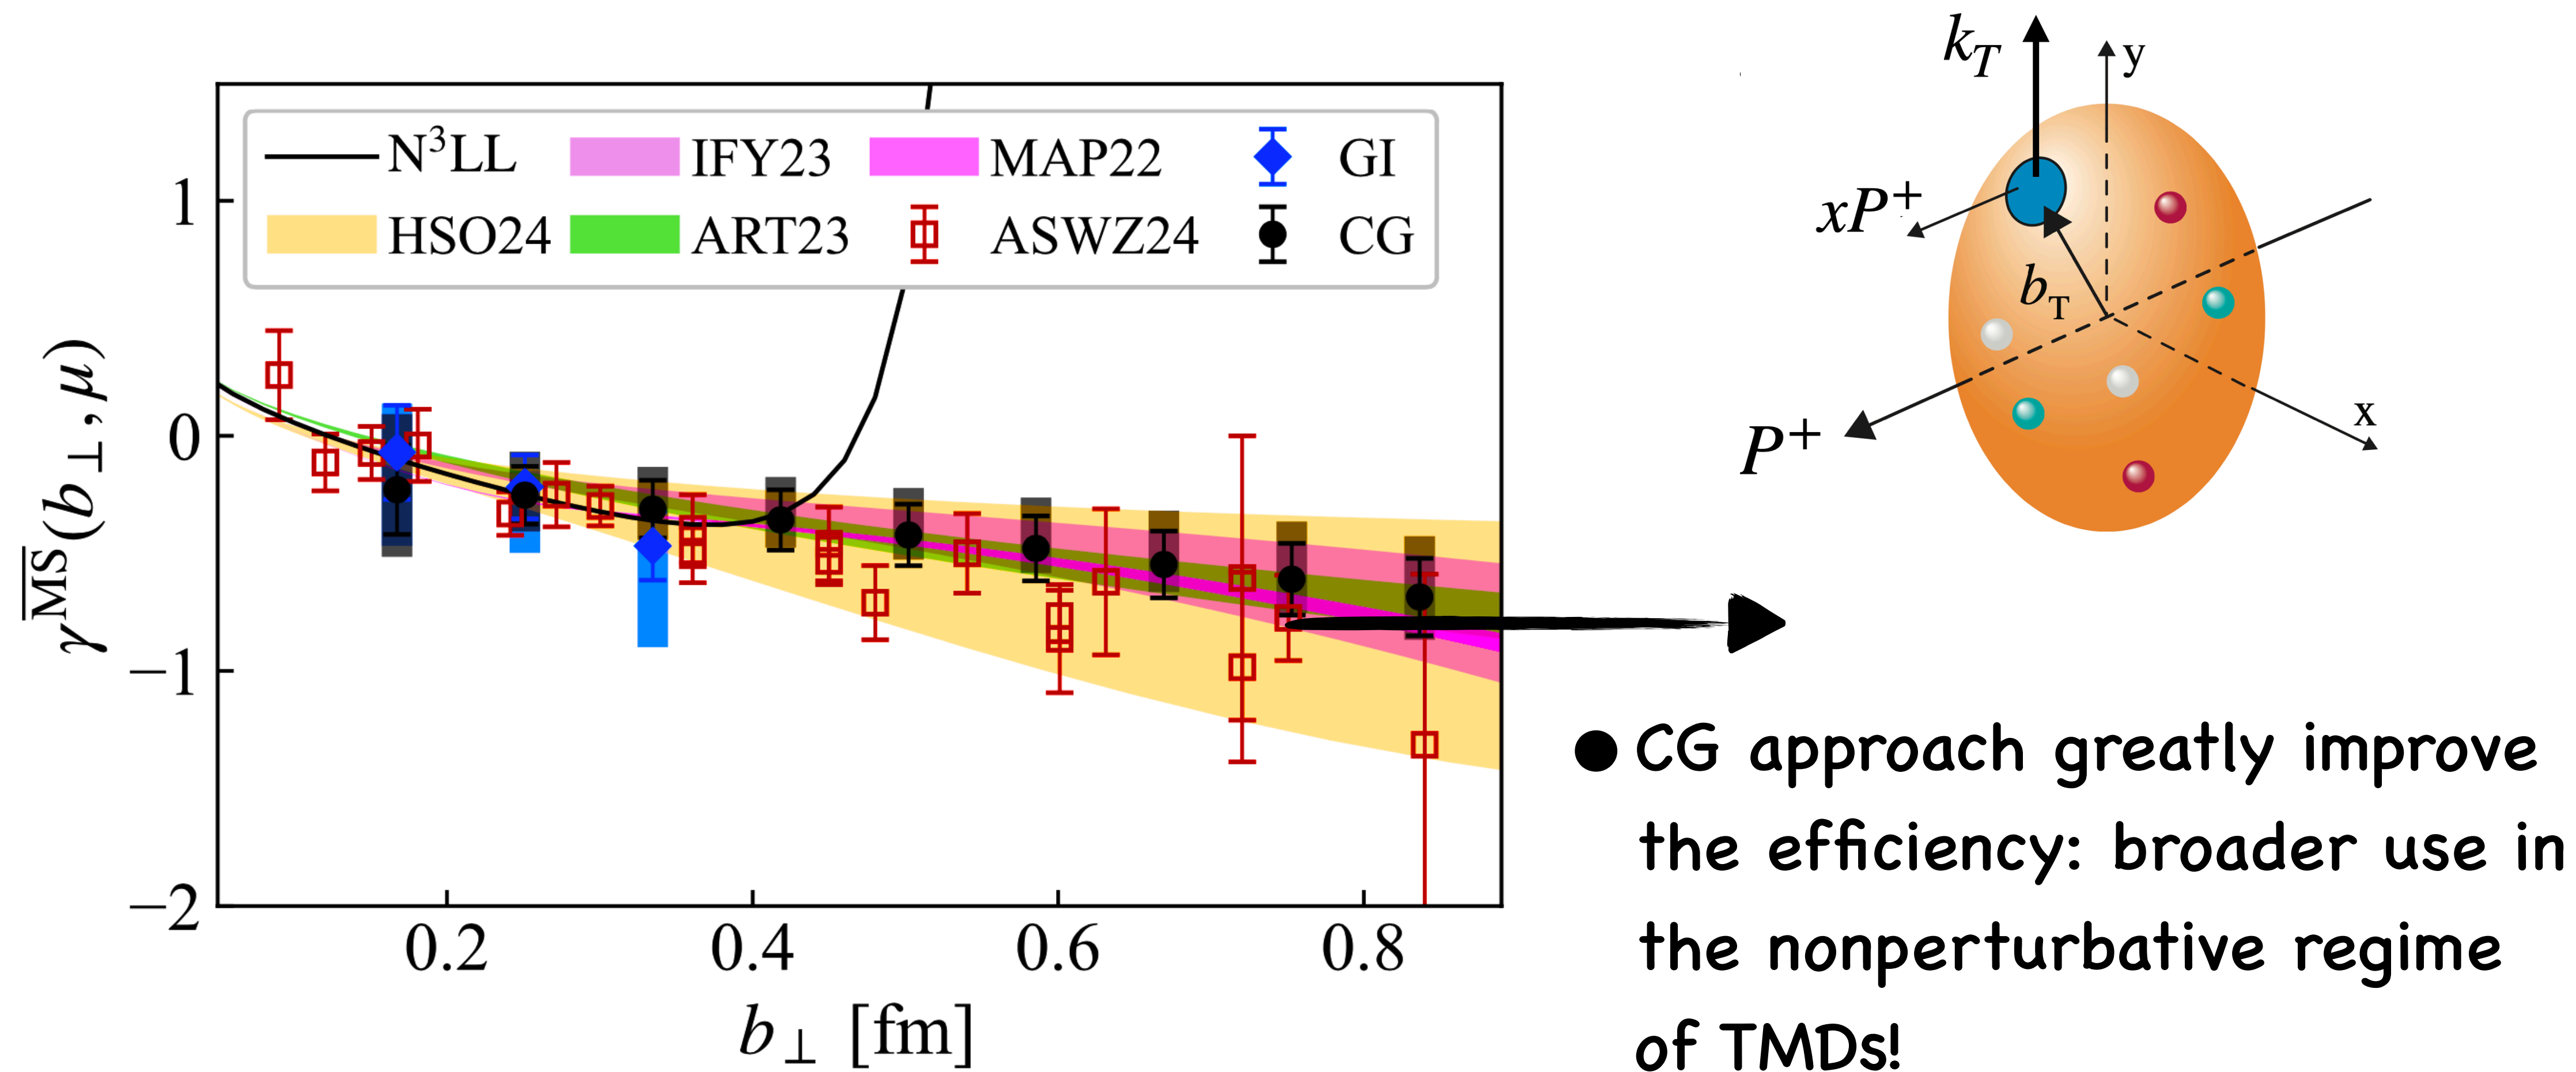 N³LL IFY23 MAP22 GI
HSO24 ART23 ASWZ24 CG
1
0
−1
−2
γ^{\overline{MS}}(b⊥, μ)
0.2 0.4 0.6 0.8
b⊥ [fm]
k_T
y
xP⁺
b_T
P⁺
x
● CG approach greatly improve
the efficiency: broader use in
the nonperturbative regime
of TMDs!